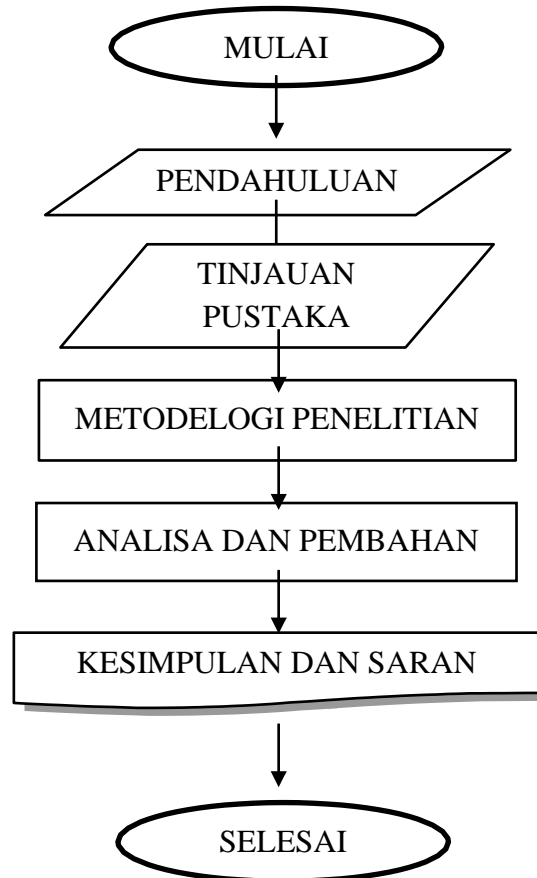 MULAI
PENDAHULUAN
TINJAUAN
PUSTAKA
METODELOGI PENELITIAN
ANALISA DAN PEMBAHAN
KESIMPULAN DAN SARAN
SELESAI